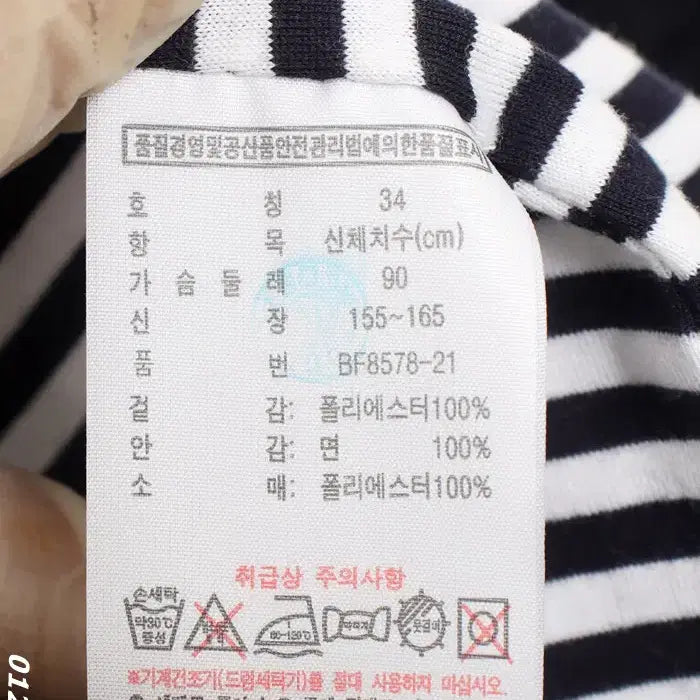 품질경영및공산품안전관리법에의한품질표시
호 칭 34
항 목 신체치수(cm)
가 슴 둘 레 90
신 장 155~165
품 번 BF8578-21
겉 감: 폴리에스터100%
안 감: 면 100%
소 매: 폴리에스터100%
취급상 주의사항
손세탁
약30℃
중성
※기계건조기(드럼세탁기)를 절대 사용하지 마십시오.